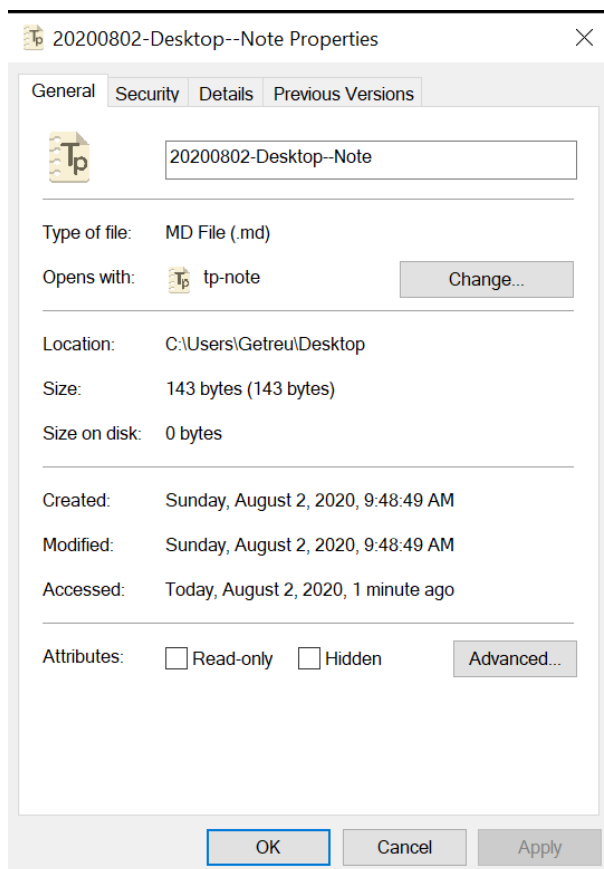 Tp 20200802-Desktop--Note Properties
General Security Details Previous Versions
Tp 20200802-Desktop--Note
Type of file: MD File (.md)
Opens with: Tp tp-note Change...
Location: C:\Users\Getreu\Desktop
Size: 143 bytes (143 bytes)
Size on disk: 0 bytes
Created: Sunday, August 2, 2020, 9:48:49 AM
Modified: Sunday, August 2, 2020, 9:48:49 AM
Accessed: Today, August 2, 2020, 1 minute ago
Attributes: Read-only Hidden Advanced...
OK Cancel Apply